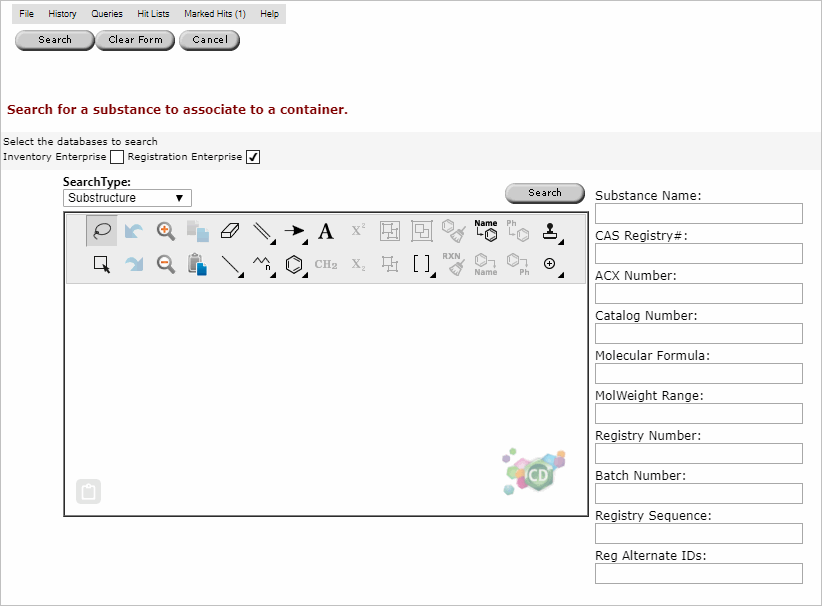 File History Queries Hit Lists Marked Hits (1) Help
Search Clear Form Cancel
Search for a substance to associate to a container.
Select the databases to search
Inventory Enterprise Registration Enterprise
SearchType:
Substructure
Search
A X² Name Ph
CH₂ X₂ [ ] RXN Name Ph
CD
Substance Name:
CAS Registry#:
ACX Number:
Catalog Number:
Molecular Formula:
MolWeight Range:
Registry Number:
Batch Number:
Registry Sequence:
Reg Alternate IDs: